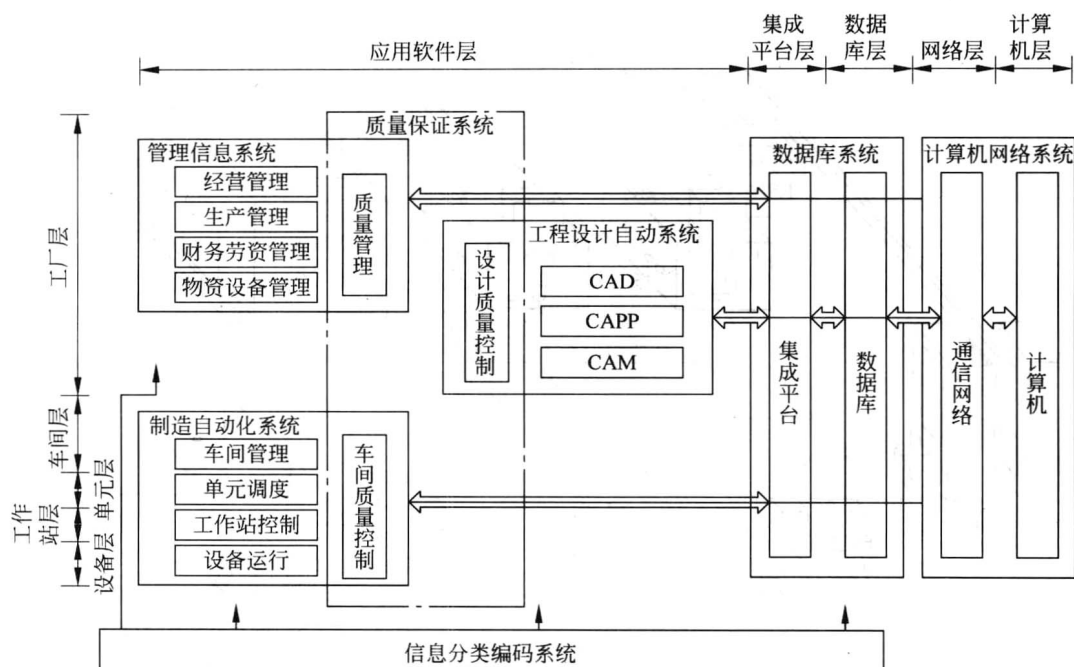 应用软件层
集成
平台层
数据
库层
网络层
计算
机层
工厂层
车间层
单元层
工作
站层
设备层
质量保证系统
管理信息系统
经营管理
生产管理
财务劳资管理
物资设备管理
质量管理
工程设计自动系统
设计质量控制
CAD
CAPP
CAM
制造自动化系统
车间管理
单元调度
工作站控制
设备运行
车间质量控制
数据库系统
集成平台
数据库
计算机网络系统
通信网络
计算机
信息分类编码系统